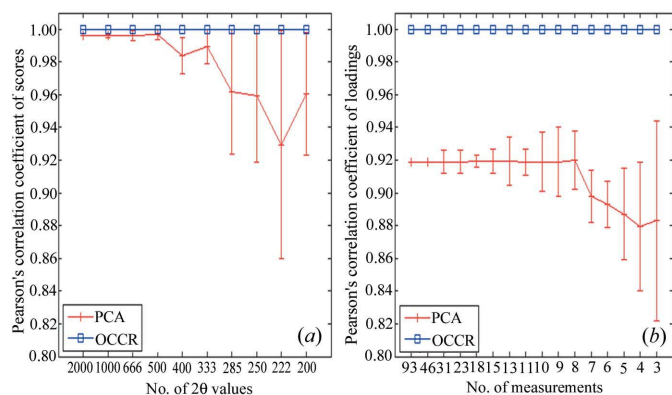 Pearson's correlation coefficient of scores
1.00
0.98
0.96
0.94
0.92
0.90
0.88
0.86
0.84
0.82
0.80
PCA
OCCR
(a)
2000 1000 666 500 400 333 285 250 222 200
No. of 2θ values
Pearson's correlation coefficient of loadings
1.00
0.98
0.96
0.94
0.92
0.90
0.88
0.86
0.84
0.82
0.80
PCA
OCCR
(b)
93 46 31 23 18 15 13 11 10 9 8 7 6 5 4 3
No. of measurements